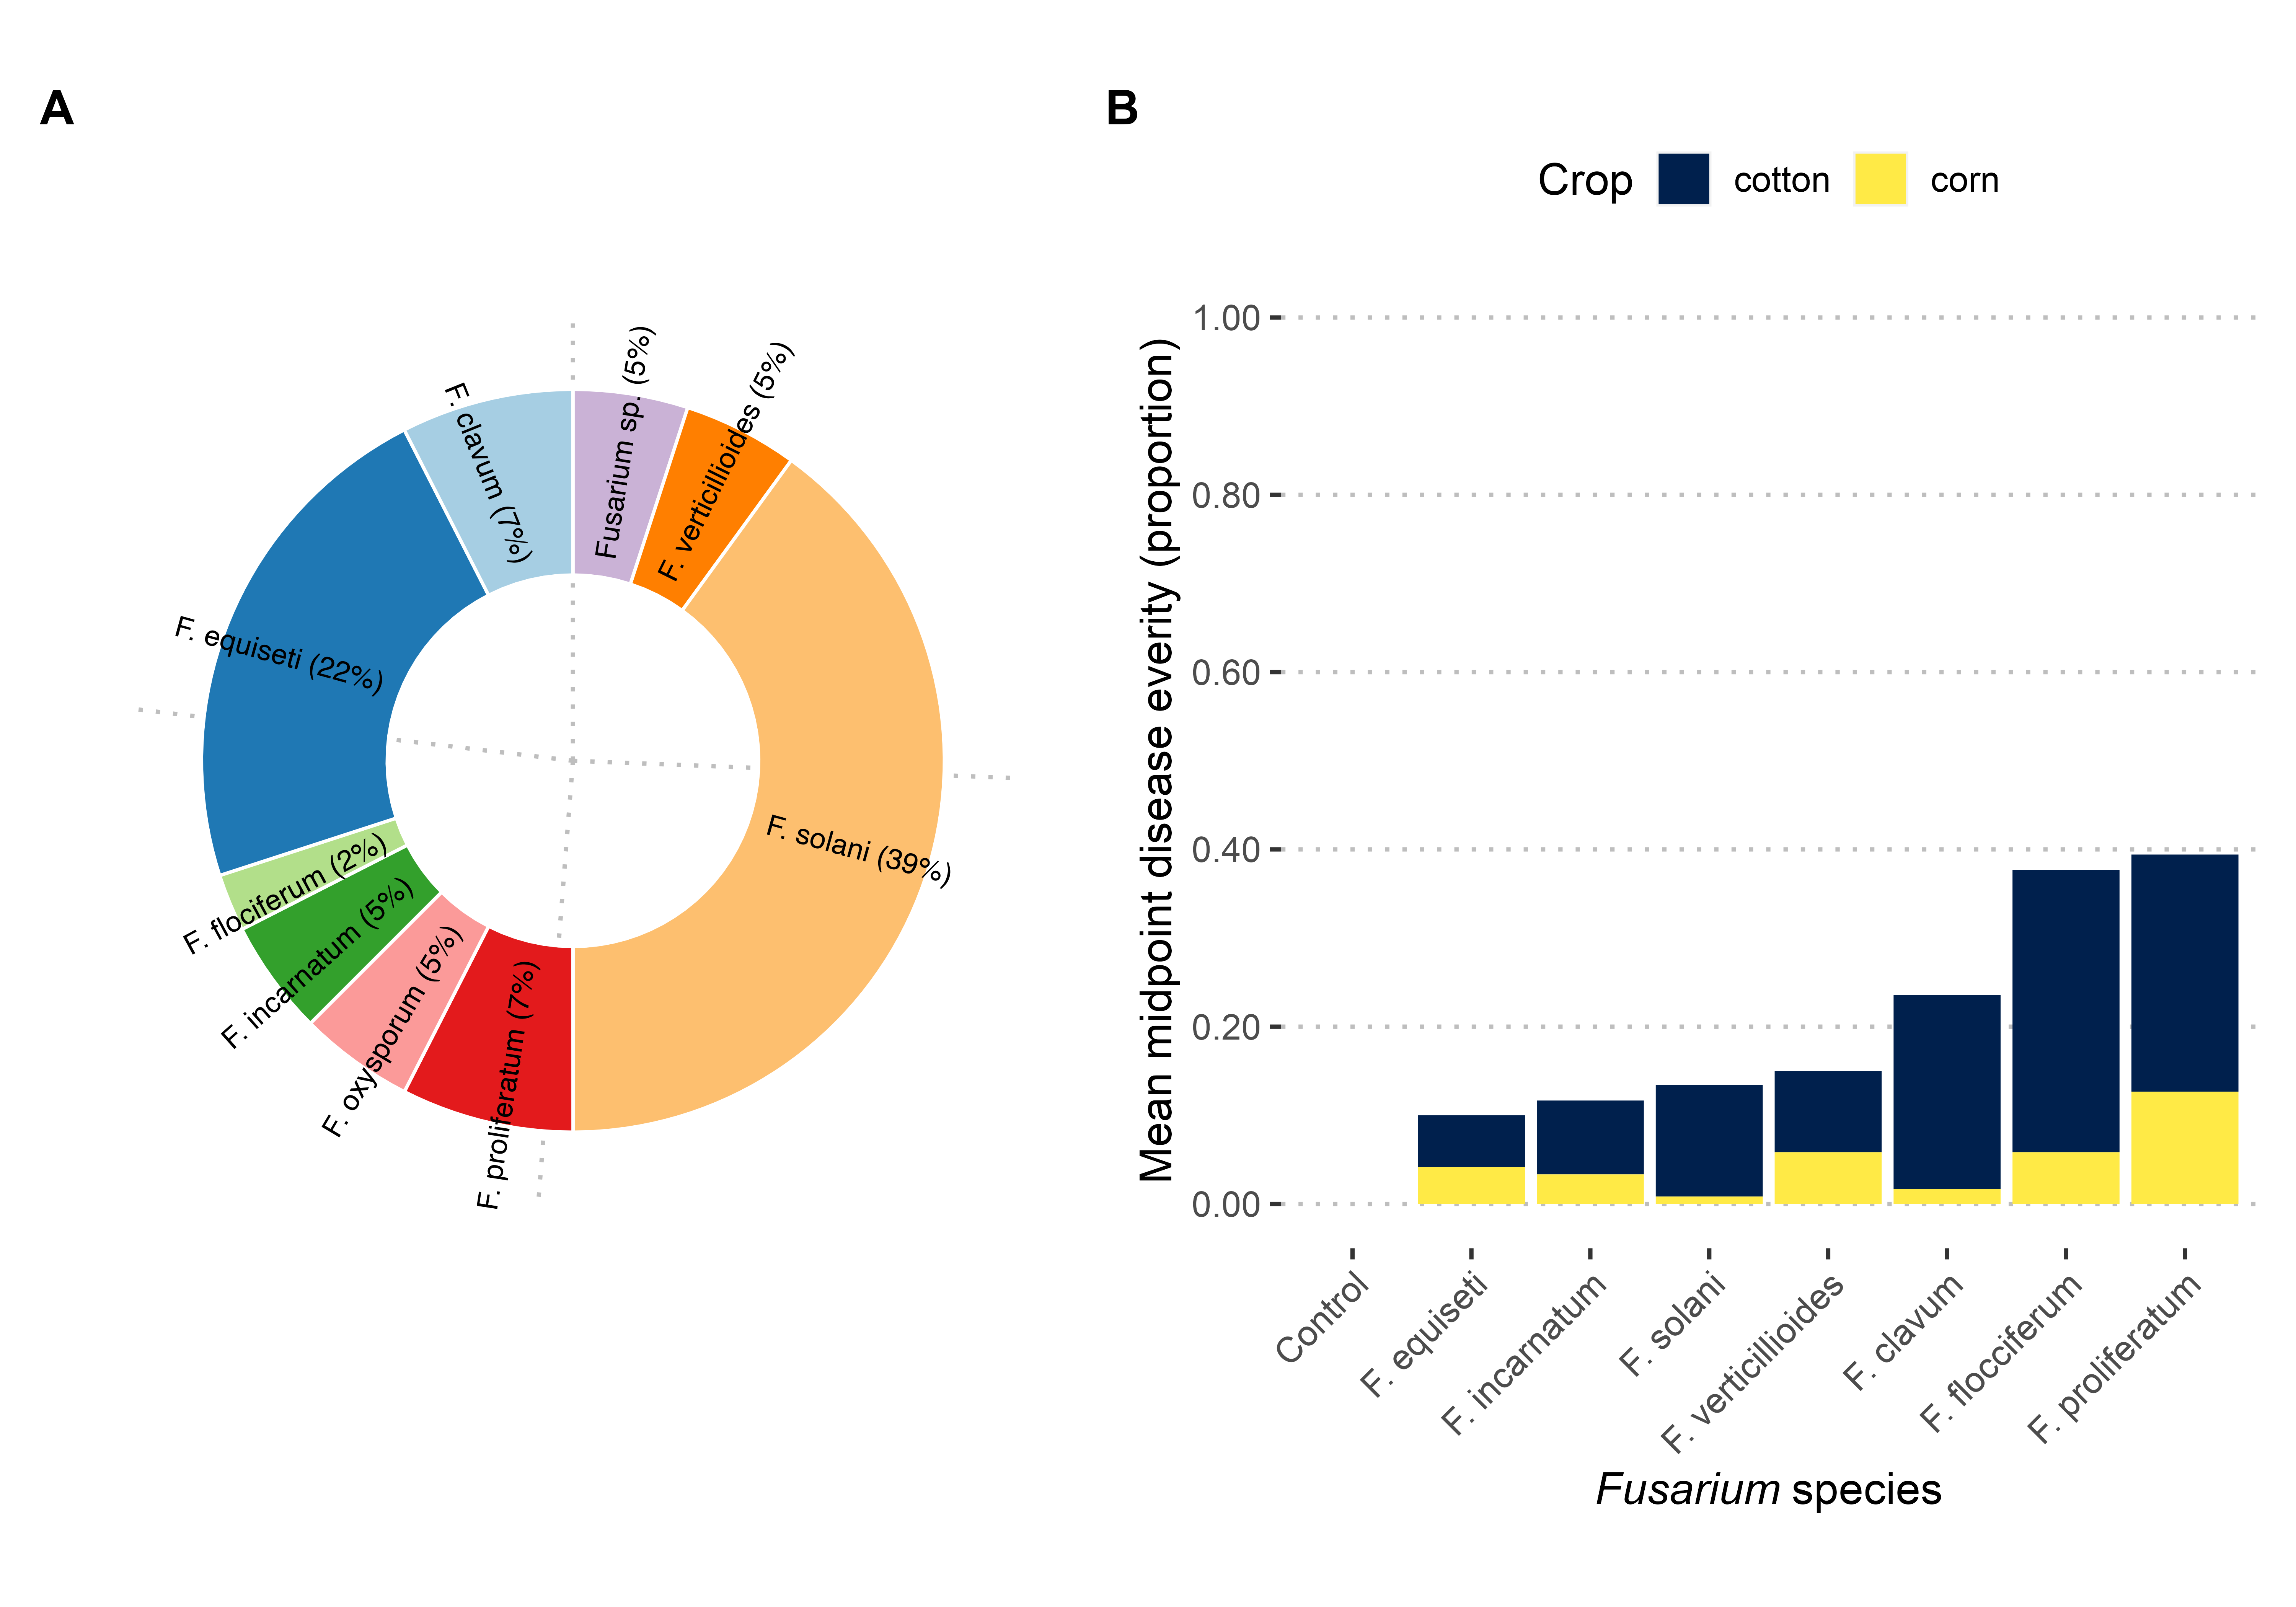 A
Fusarium sp. (5%)
F. verticillioides (5%)
F. solani (39%)
F. proliferatum (7%)
F. oxysporum (5%)
F. incarnatum (5%)
F. flociferum (2%)
F. equiseti (22%)
F. clavum (7%)
B
Crop cotton corn
Mean midpoint disease everity (proportion)
1.00
0.80
0.60
0.40
0.20
0.00
Control
F. equiseti
F. incarnatum
F. solani
F. verticillioides
F. clavum
F. flocciferum
F. proliferatum
Fusarium species